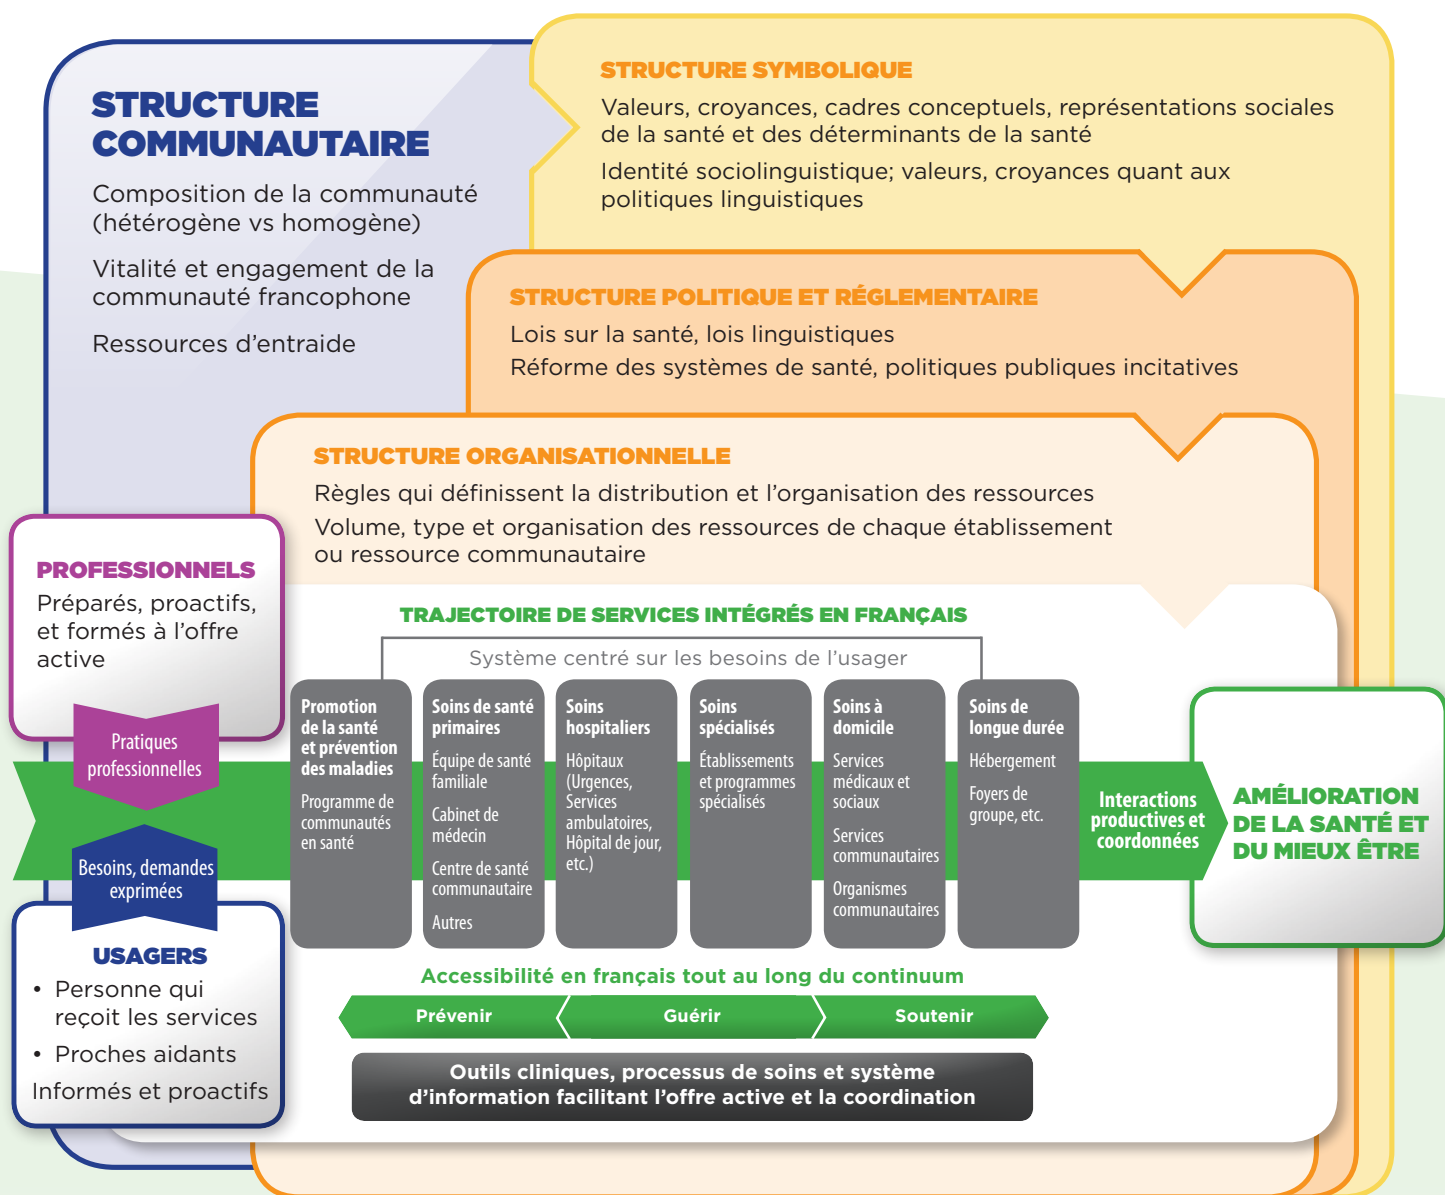 STRUCTURE
COMMUNAUTAIRE
Composition de la communauté
(hétérogène vs homogène)
Vitalité et engagement de la
communauté francophone
Ressources d’entraide
STRUCTURE SYMBOLIQUE
Valeurs, croyances, cadres conceptuels, représentations sociales
de la santé et des déterminants de la santé
Identité sociolinguistique; valeurs, croyances quant aux
politiques linguistiques
STRUCTURE POLITIQUE ET RÉGLEMENTAIRE
Lois sur la santé, lois linguistiques
Réforme des systèmes de santé, politiques publiques incitatives
STRUCTURE ORGANISATIONNELLE
Règles qui définissent la distribution et l’organisation des ressources
Volume, type et organisation des ressources de chaque établissement
ou ressource communautaire
PROFESSIONNELS
Préparés, proactifs,
et formés à l’offre
active
Pratiques
professionnelles
Besoins, demandes
exprimées
USAGERS
• Personne qui
reçoit les services
• Proches aidants
Informés et proactifs
TRAJECTOIRE DE SERVICES INTÉGRÉS EN FRANÇAIS
Système centré sur les besoins de l’usager
Promotion
de la santé
et prévention
des maladies
Programme de
communautés
en santé
Soins de santé
primaires
Équipe de santé
familiale
Cabinet de
médecin
Centre de santé
communautaire
Autres
Soins
hospitaliers
Hôpitaux
(Urgences,
Services
ambulatoires,
Hôpital de jour,
etc.)
Soins
spécialisés
Établissements
et programmes
spécialisés
Soins à
domicile
Services
médicaux et
sociaux
Services
communautaires
Organismes
communautaires
Soins de
longue durée
Hébergement
Foyers de
groupe, etc.
Interactions
productives et
coordonnées
AMÉLIORATION
DE LA SANTÉ ET
DU MIEUX ÊTRE
Accessibilité en français tout au long du continuum
Prévenir
Guérir
Soutenir
Outils cliniques, processus de soins et système
d’information facilitant l’offre active et la coordination